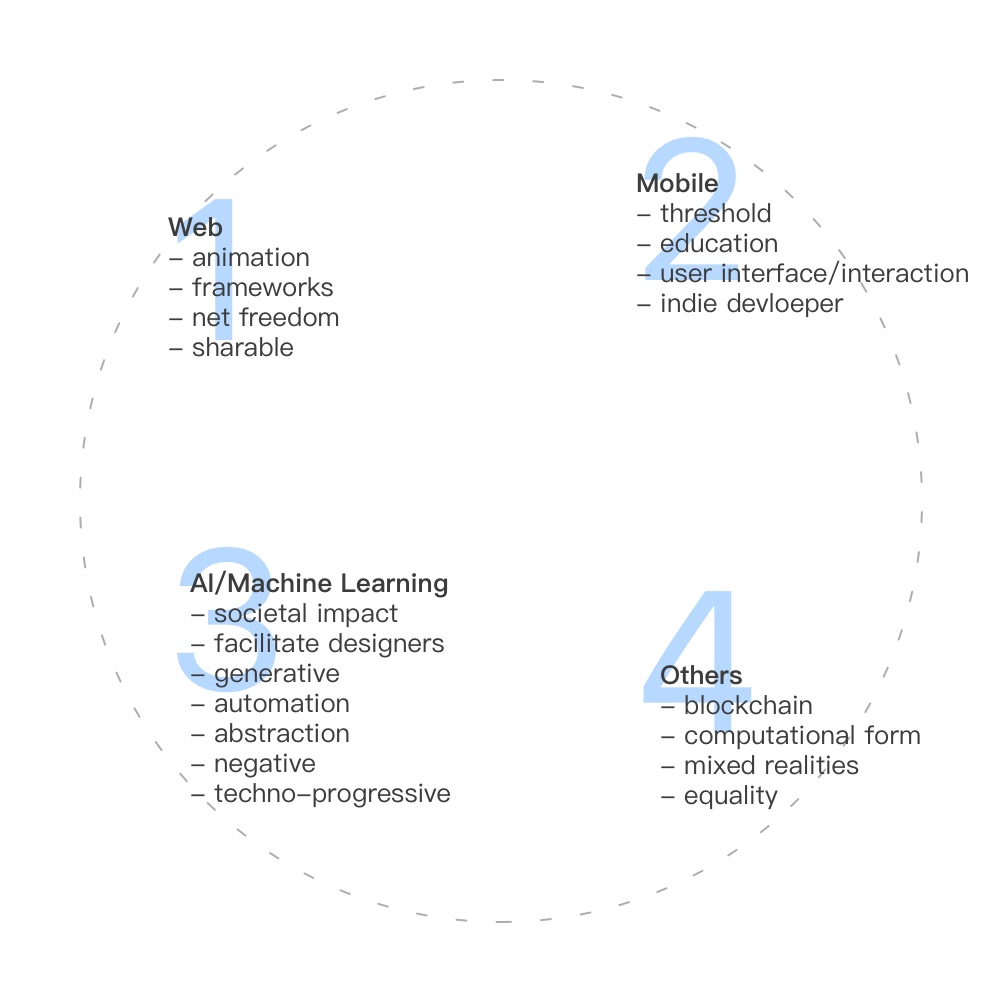 1
Web
– animation
– frameworks
– net freedom
– sharable
2
Mobile
– threshold
– education
– user interface/interaction
– indie devloeper
3
AI/Machine Learning
– societal impact
– facilitate designers
– generative
– automation
– abstraction
– negative
– techno–progressive
4
Others
– blockchain
– computational form
– mixed realities
– equality